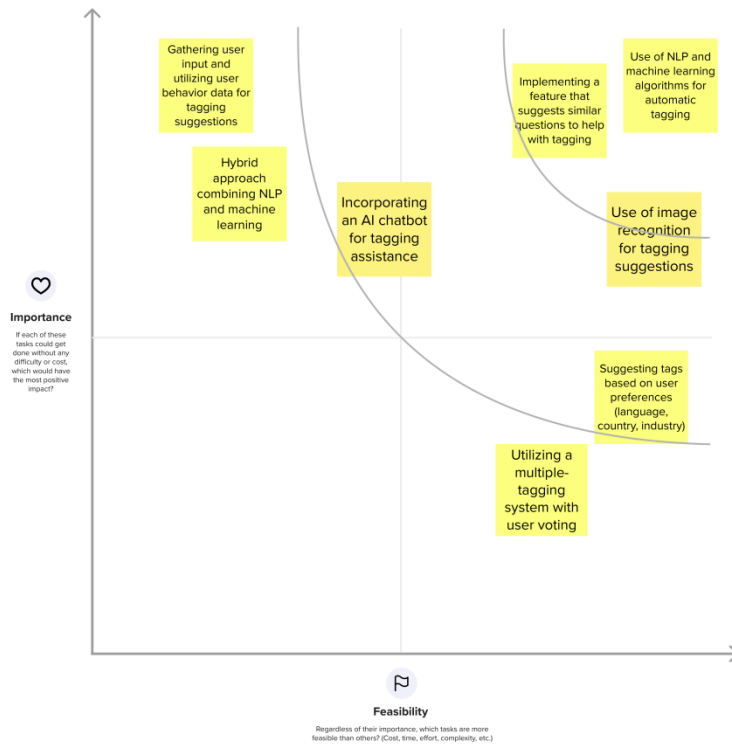 Gathering user
input and
utilizing user
behavior data for
tagging
suggestions
Implementing a
feature that
suggests similar
questions to help
with tagging
Use of NLP and
machine learning
algorithms for
automatic
tagging
Hybrid
approach
combining NLP
and machine
learning
Incorporating
an AI chatbot
for tagging
assistance
Use of image
recognition
for tagging
suggestions
Importance
If each of these
tasks could get
done without any
difficulty or cost,
which would have
the most positive
impact?
Suggesting tags
based on user
preferences
(language,
country, industry)
Utilizing a
multiple-
tagging
system with
user voting
Feasibility
Regardless of their importance, which tasks are more
feasible than others? (Cost, time, effort, complexity, etc.)